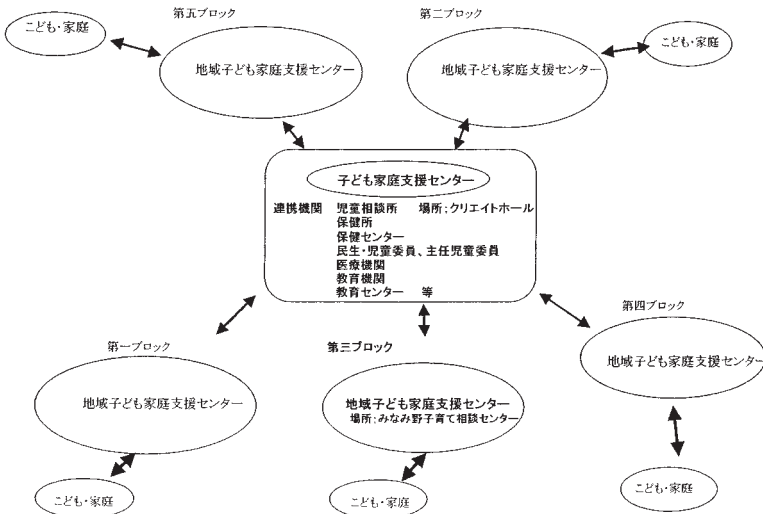 第五ブロック
こども・家庭
地域子ども家庭支援センター
第二ブロック
こども・家庭
地域子ども家庭支援センター
子ども家庭支援センター
連携機関 児童相談所 場所;クリエイトホール
保健所
保健センター
民生・児童委員、主任児童委員
医療機関
教育機関
教育センター 等
第一ブロック
地域子ども家庭支援センター
こども・家庭
第三ブロック
地域子ども家庭支援センター
場所;みなみ野子育て相談センター
こども・家庭
第四ブロック
地域子ども家庭支援センター
こども・家庭